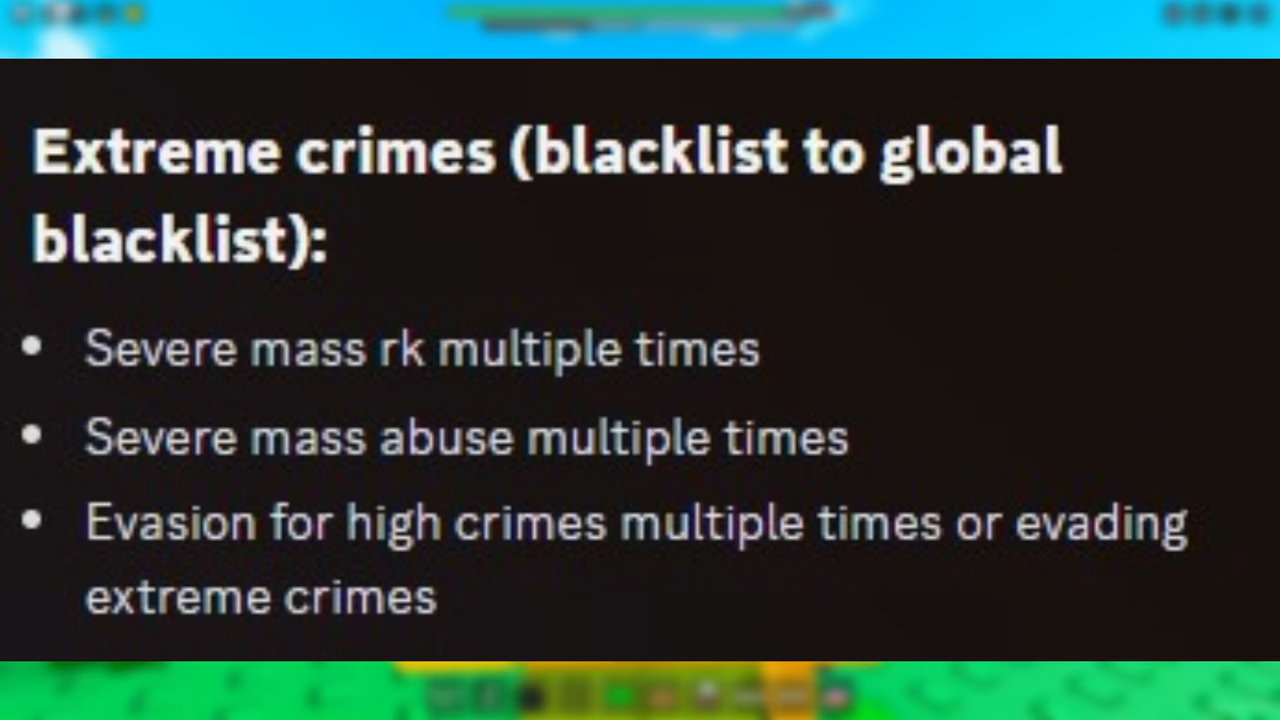 Extreme crimes (blacklist to global
blacklist):
• Severe mass rk multiple times
• Severe mass abuse multiple times
• Evasion for high crimes multiple times or evading
extreme crimes